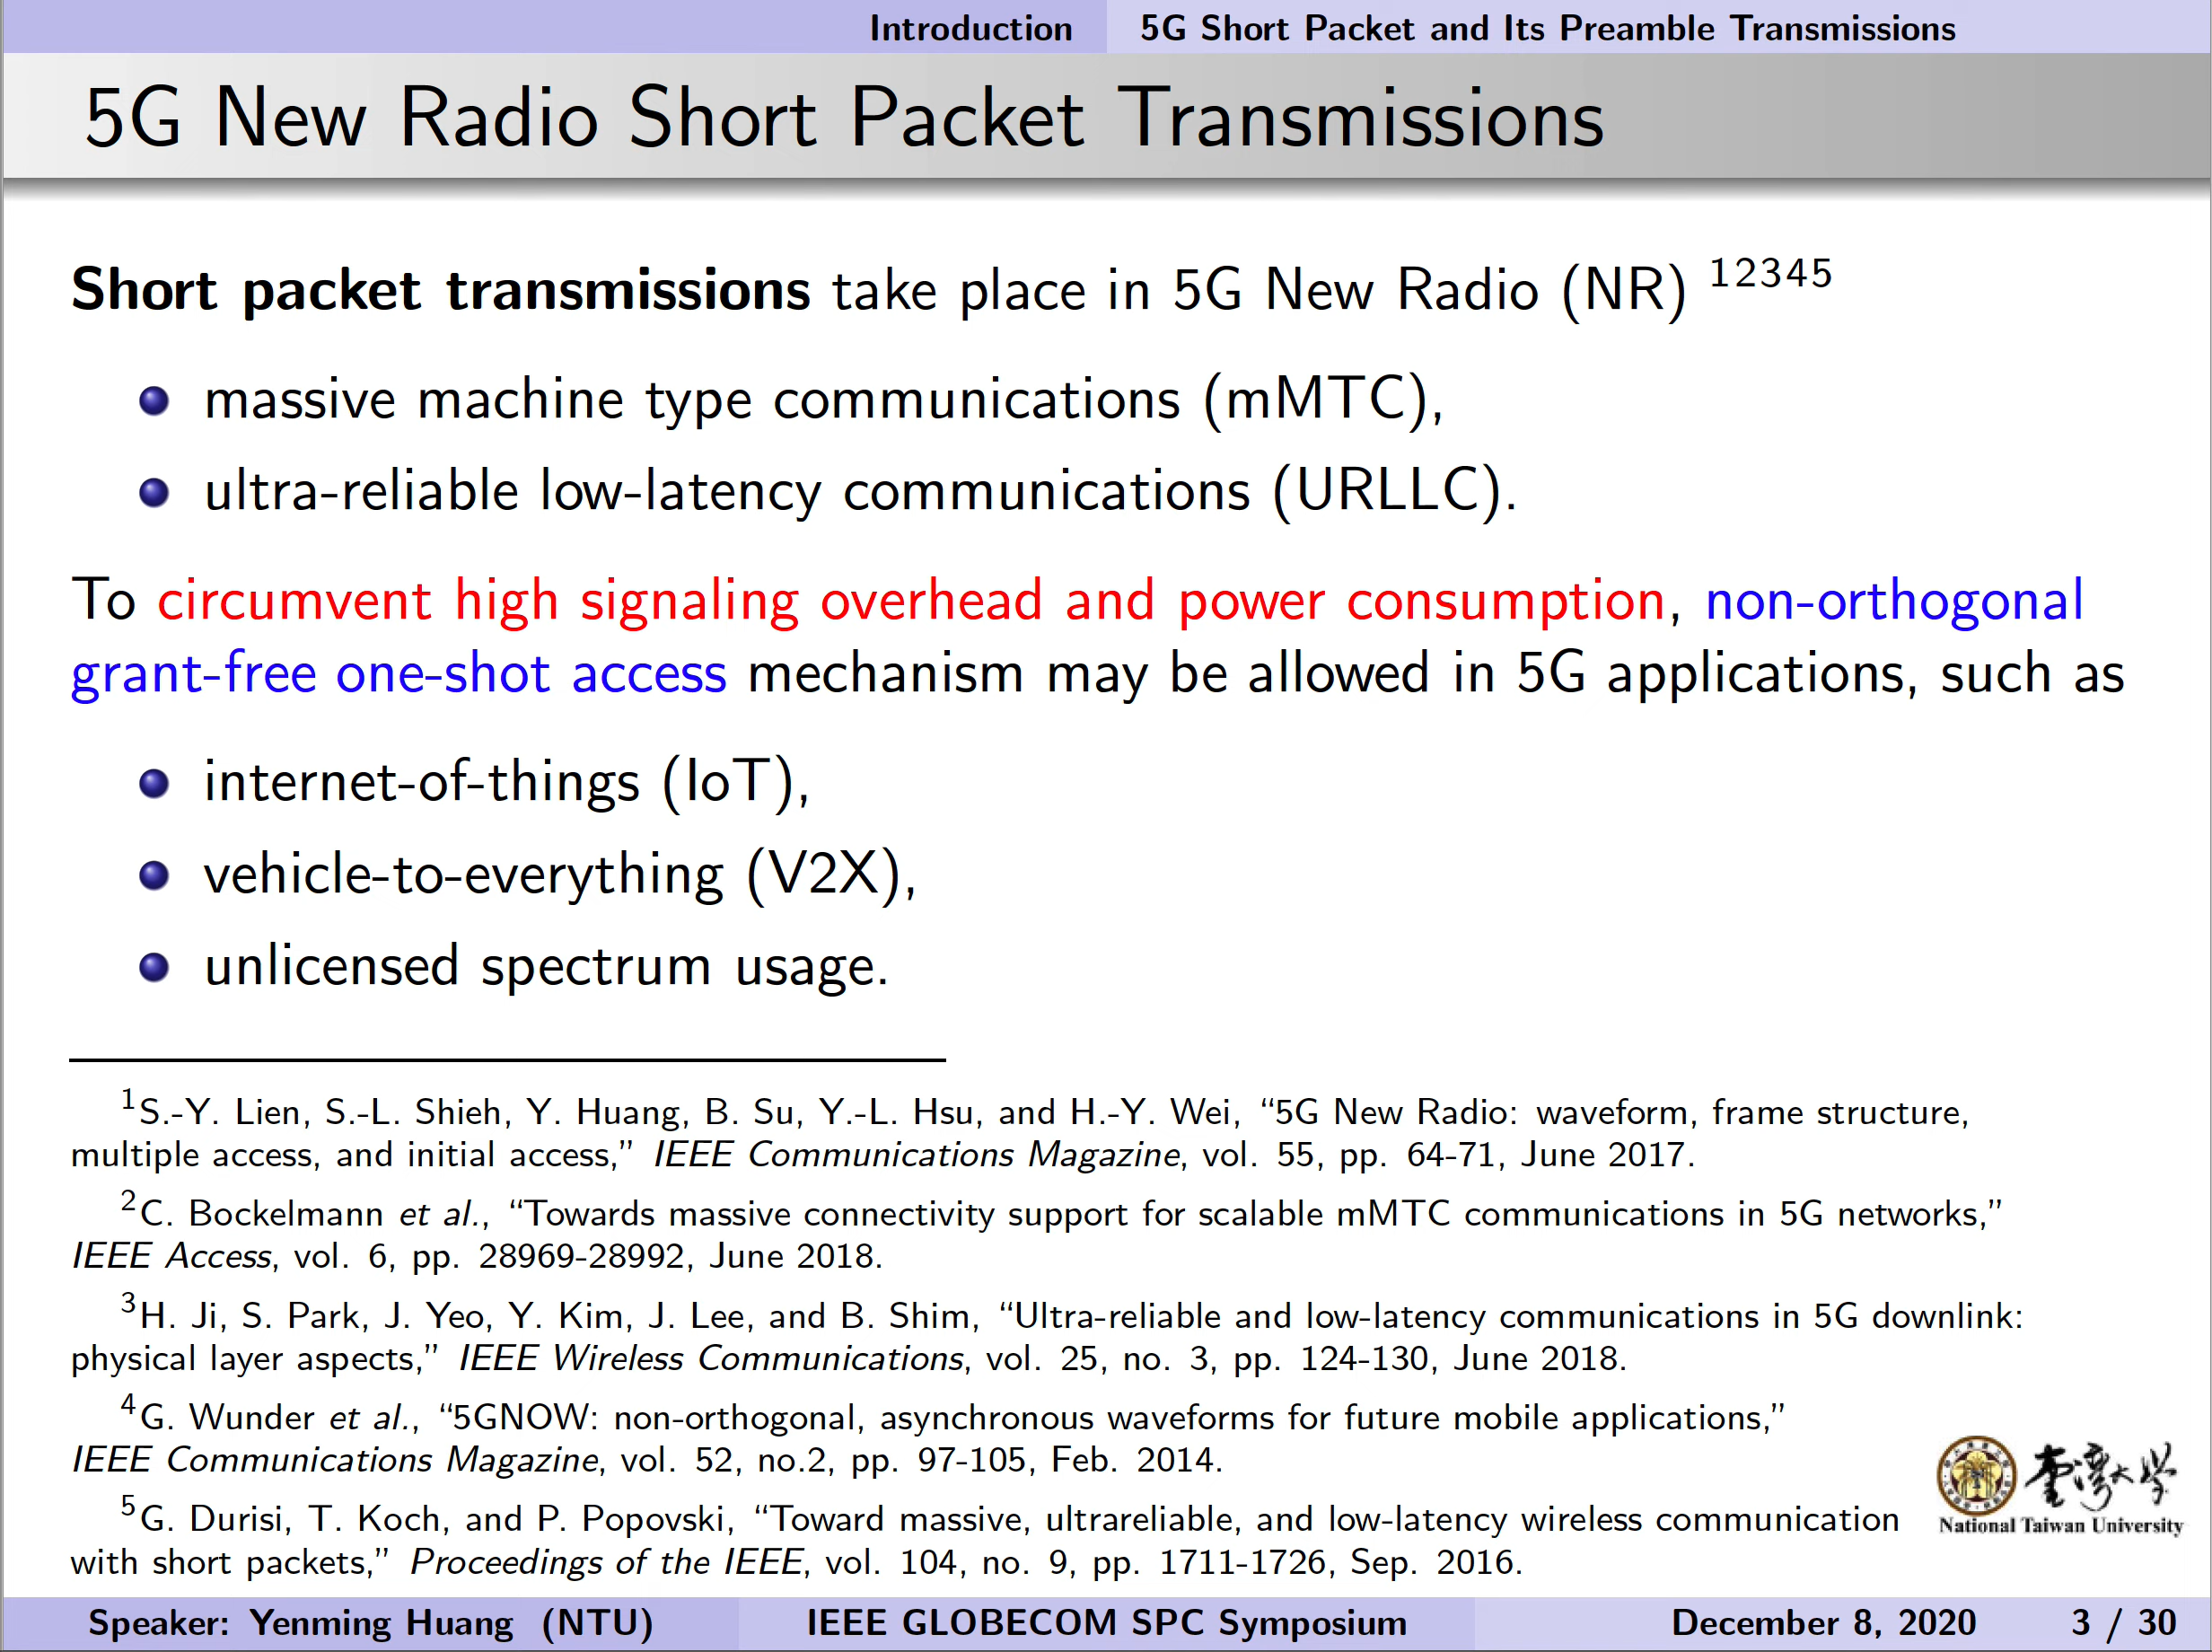 Introduction 5G Short Packet and Its Preamble Transmissions
5G New Radio Short Packet Transmissions
Short packet transmissions take place in 5G New Radio (NR) 1 2 3 4 5
massive machine type communications (mMTC),
ultra-reliable low-latency communications (URLLC).
To circumvent high signaling overhead and power consumption, non-orthogonal
grant-free one-shot access mechanism may be allowed in 5G applications, such as
internet-of-things (IoT),
vehicle-to-everything (V2X),
unlicensed spectrum usage.
1S.-Y. Lien, S.-L. Shieh, Y. Huang, B. Su, Y.-L. Hsu, and H.-Y. Wei, “5G New Radio: waveform, frame structure,
multiple access, and initial access,” IEEE Communications Magazine, vol. 55, pp. 64-71, June 2017.
2C. Bockelmann et al., “Towards massive connectivity support for scalable mMTC communications in 5G networks,”
IEEE Access, vol. 6, pp. 28969-28992, June 2018.
3H. Ji, S. Park, J. Yeo, Y. Kim, J. Lee, and B. Shim, “Ultra-reliable and low-latency communications in 5G downlink:
physical layer aspects,” IEEE Wireless Communications, vol. 25, no. 3, pp. 124-130, June 2018.
4G. Wunder et al., “5GNOW: non-orthogonal, asynchronous waveforms for future mobile applications,”
IEEE Communications Magazine, vol. 52, no.2, pp. 97-105, Feb. 2014.
5G. Durisi, T. Koch, and P. Popovski, “Toward massive, ultrareliable, and low-latency wireless communication
with short packets,” Proceedings of the IEEE, vol. 104, no. 9, pp. 1711-1726, Sep. 2016.
臺灣大學
National Taiwan University
Speaker: Yenming Huang (NTU) IEEE GLOBECOM SPC Symposium December 8, 2020 3 / 30